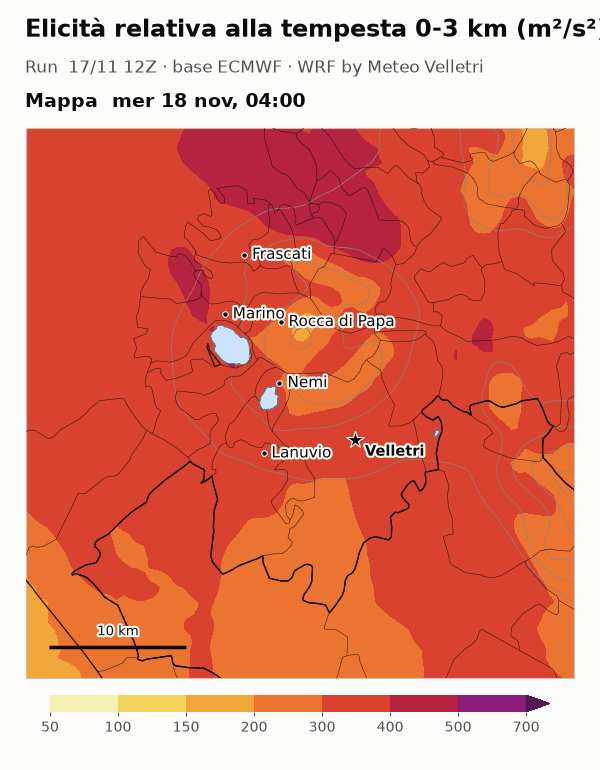 Elicità relativa alla tempesta 0-3 km (m²/s²)
Run  17/11 12Z · base ECMWF · WRF by Meteo Velletri
Mappa  mer 18 nov, 04:00
Frascati
Marino
Rocca di Papa
Nemi
Velletri
Lanuvio
10 km
50 100 150 200 300 400 500 700